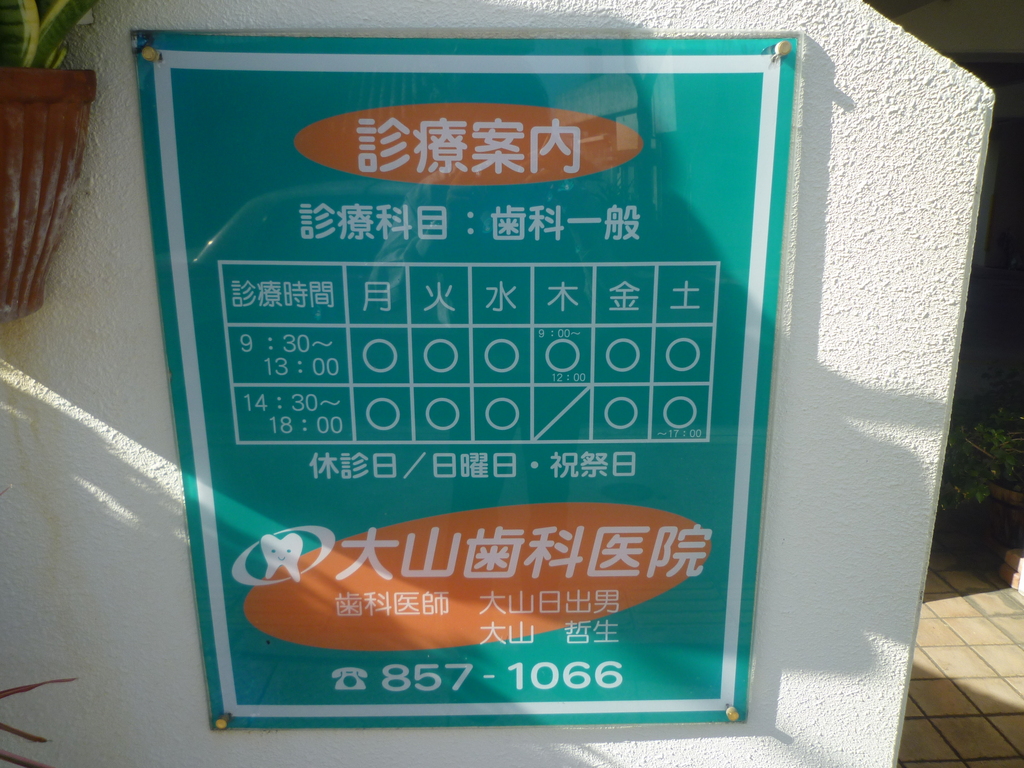 診療案内
診療科目：歯科一般
診療時間 月 火 水 木 金 土
9：30～13：00 ○ ○ ○ 9：00～○12：00 ○ ○
14：30～18：00 ○ ○ ○ ／ ○ ○～17：00
休診日／日曜日・祝祭日
大山歯科医院
歯科医師 大山日出男
大山 哲生
☎857-1066